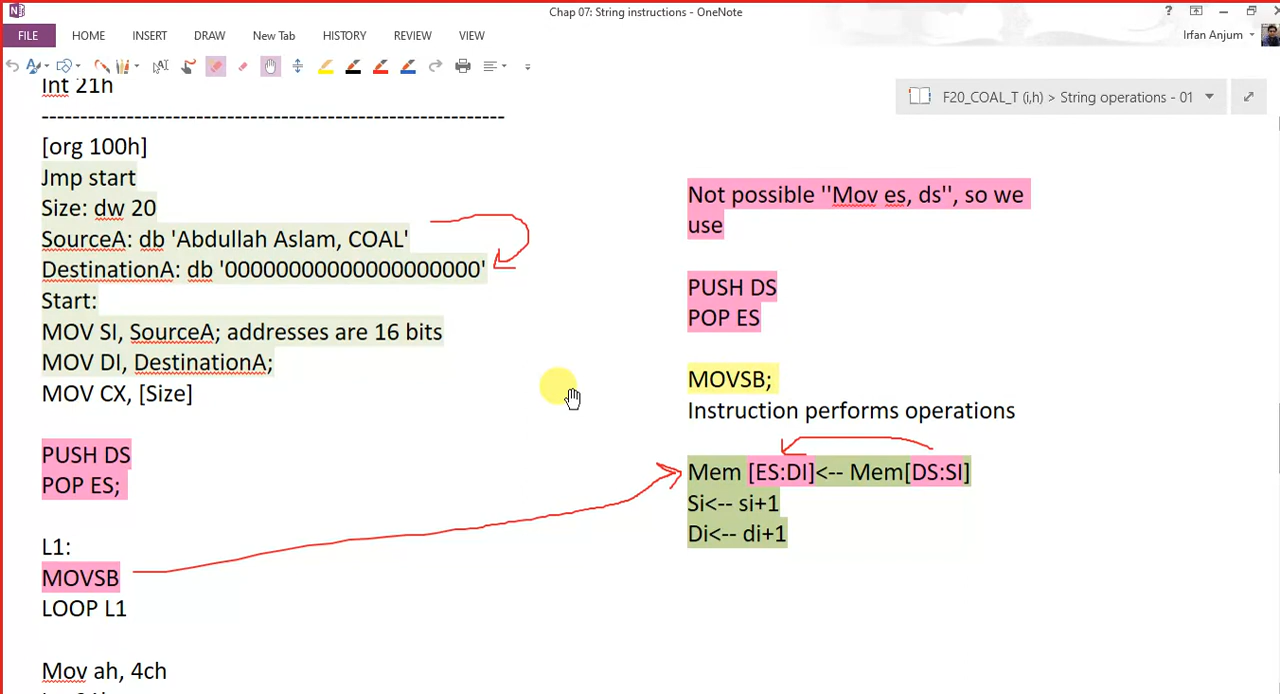 Chap 07: String instructions - OneNote
?
FILE HOME INSERT DRAW New Tab HISTORY REVIEW VIEW
Irfan Anjum
Int 21h
F20_COAL_T (i,h) > String operations - 01
----------------------------------------------------------
[org 100h]
Jmp start
Size: dw 20
SourceA: db 'Abdullah Aslam, COAL'
DestinationA: db '00000000000000000000'
Start:
MOV SI, SourceA; addresses are 16 bits
MOV DI, DestinationA;
MOV CX, [Size]
PUSH DS
POP ES;
L1:
MOVSB
LOOP L1
Mov ah, 4ch
Not possible "Mov es, ds", so we
use
PUSH DS
POP ES
MOVSB;
Instruction performs operations
Mem [ES:DI]<-- Mem[DS:SI]
Si<-- si+1
Di<-- di+1